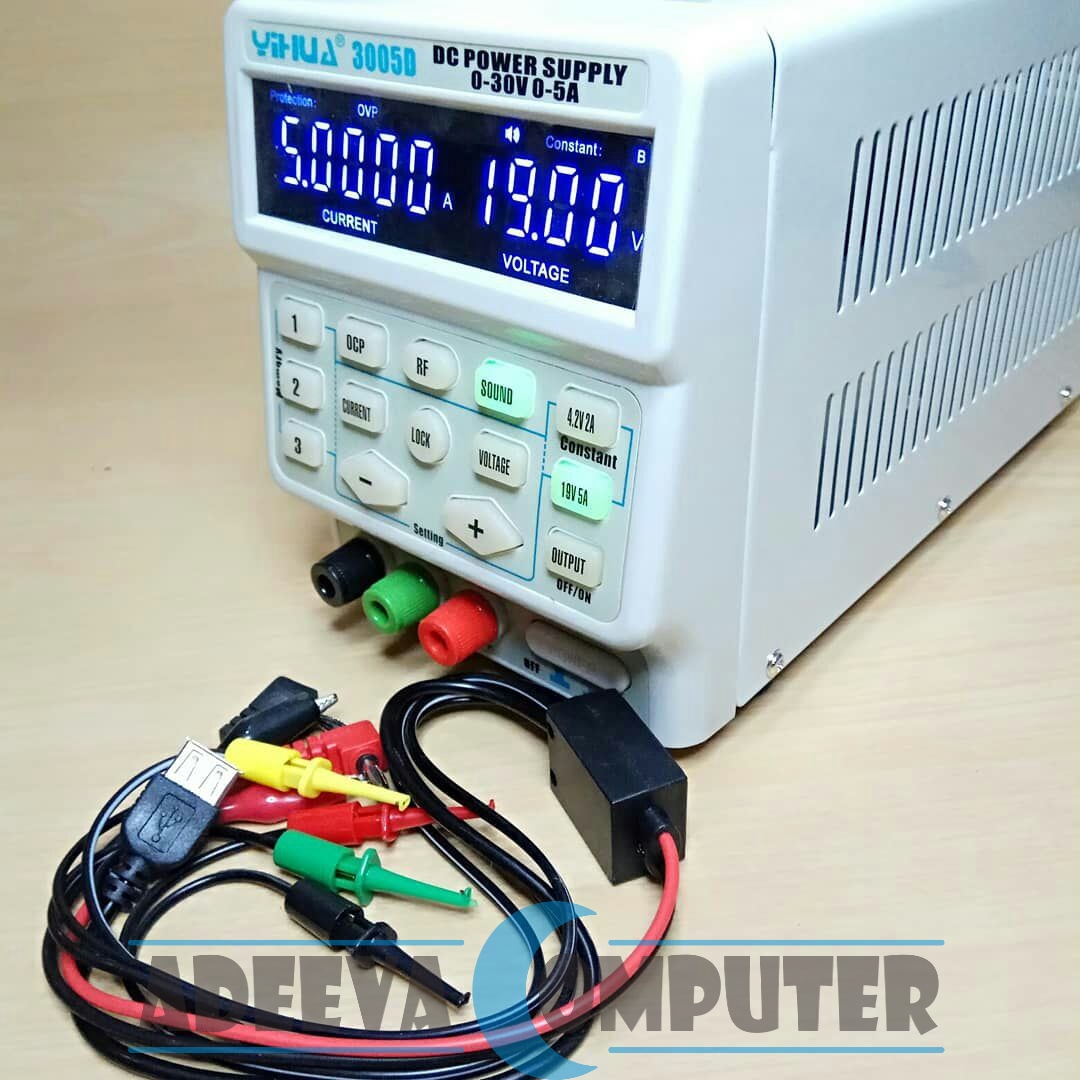 YIHUA® 3005D
DC POWER SUPPLY
0-30V 0-5A
Protection: OVP
Constant: B
5.0000 A
19.00 V
CURRENT
VOLTAGE
Memory
1
2
3
OCP
RF
SOUND
CURRENT
LOCK
VOLTAGE
4.2V 2A
Constant
19V 5A
-
+
Setting
OUTPUT
OFF/ON
OFF
ADEEVA COMPUTER